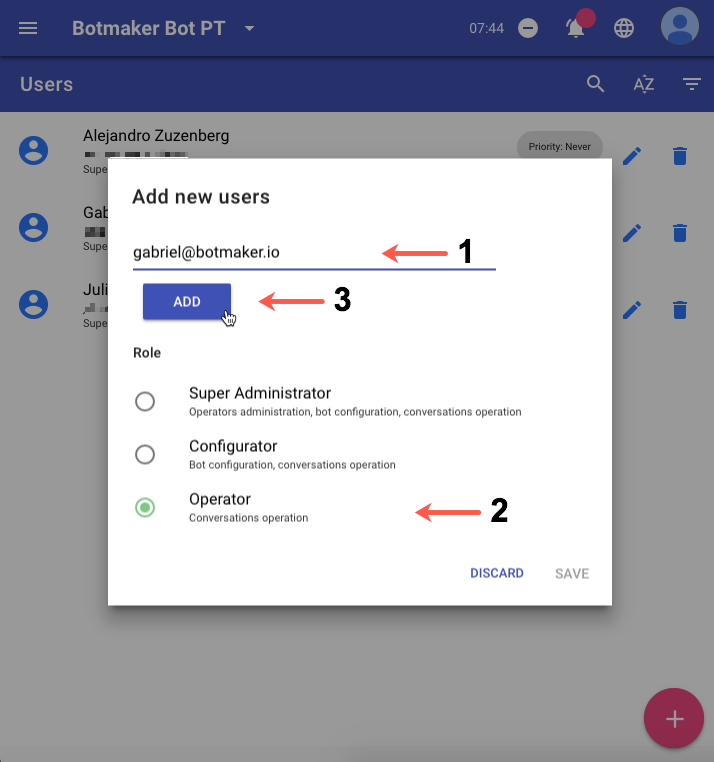 Botmaker Bot PT 07:44
Users AZ
Alejandro Zuzenberg
Priority: Never
Supe
Add new users
Gab
gabriel@botmaker.io 1
Supe
Juli
ADD 3
Supe
Role
Super Administrator
Operators administration, bot configuration, conversations operation
Configurator
Bot configuration, conversations operation
Operator
Conversations operation 2
DISCARD SAVE